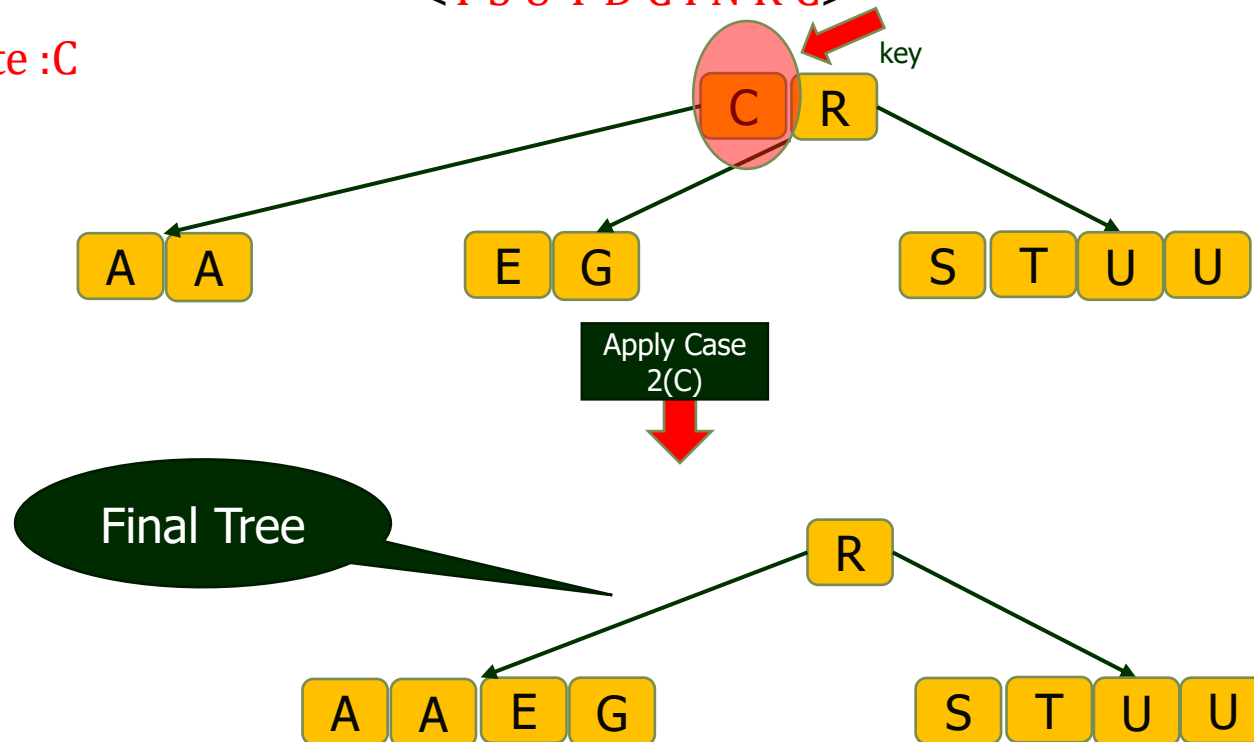 te :C
key
C R
A A E G S T U U
Apply Case
2(C)
Final Tree
R
A A E G S T U U